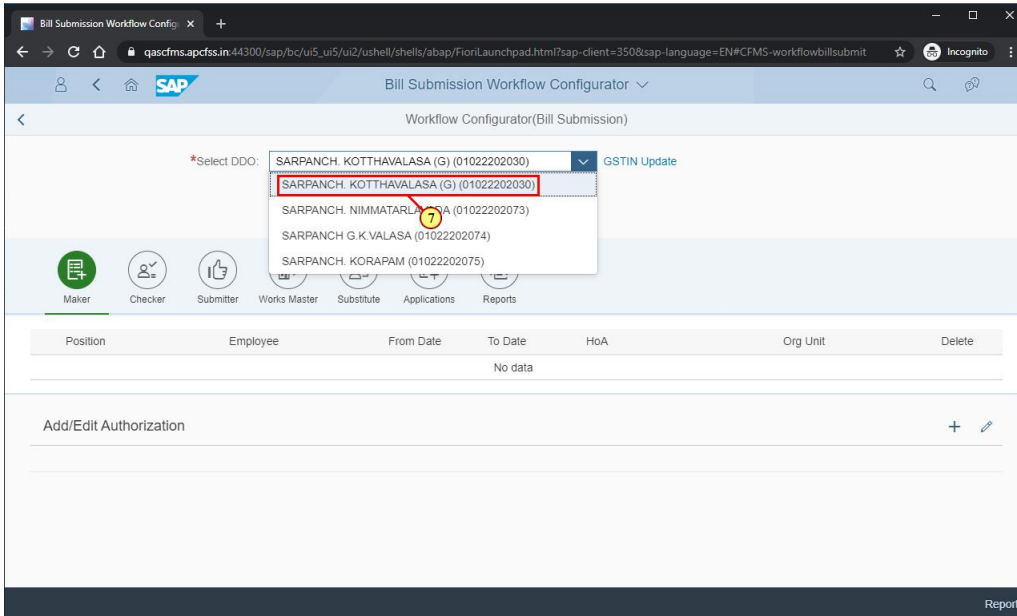 Bill Submission Workflow Config
qascfms.apcfss.in:44300/sap/bc/ui5_ui5/ui2/ushell/shells/abap/FioriLaunchpad.html?sap-client=350&sap-language=EN#CFMS-workflowbillsubmit
Incognito
SAP
Bill Submission Workflow Configurator
Workflow Configurator(Bill Submission)
*Select DDO: SARPANCH. KOTTHAVALASA (G) (01022202030) GSTIN Update
SARPANCH. KOTTHAVALASA (G) (01022202030)
SARPANCH. (01022202073)
7
SARPANCH G.K.VALASA (01022202074)
SARPANCH. KORAPAM (01022202075)
Maker Checker Submitter Works Master Substitute Applications Reports
Position Employee From Date To Date HoA Org Unit Delete
No data
Add/Edit Authorization
Report